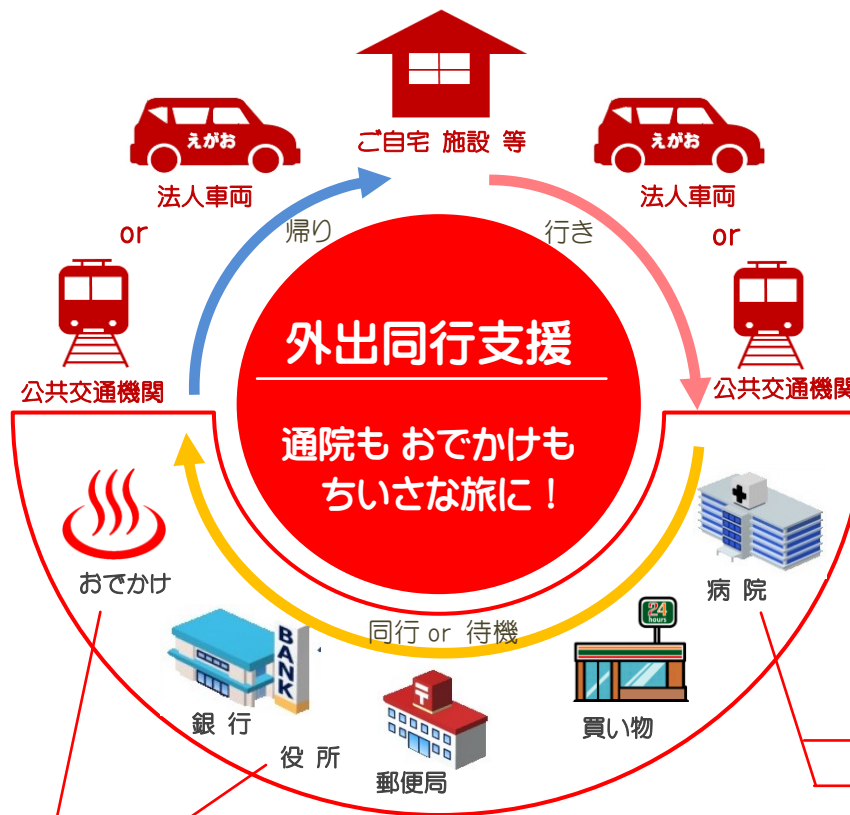 ご自宅 施設 等
えがお
法人車両
or
公共交通機関
えがお
法人車両
or
公共交通機関
帰り
行き
外出同行支援
通院も おでかけも
ちいさな旅に！
同行 or 待機
おでかけ
BANK
銀 行
役 所
〒
郵便局
24
hours
買い物
病 院